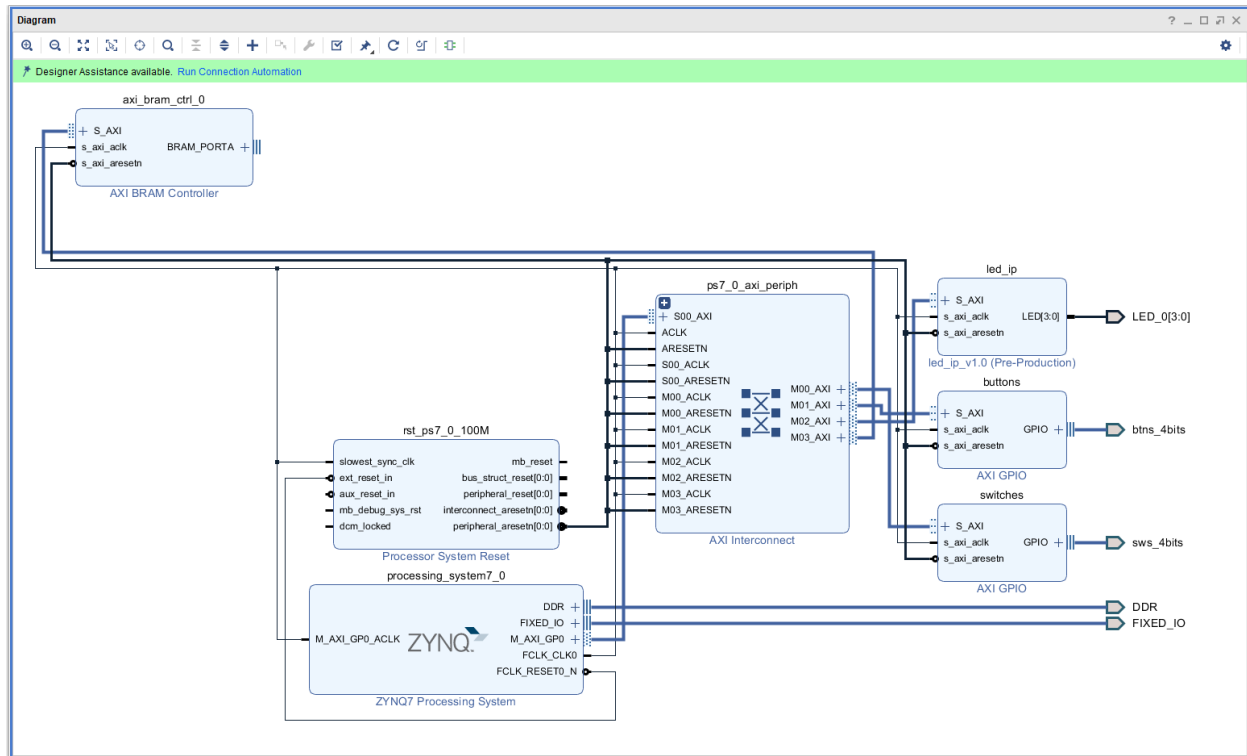 Diagram
Designer Assistance available. Run Connection Automation
axi_bram_ctrl_0
S_AXI
s_axi_aclk
s_axi_aresetn
BRAM_PORTA
AXI BRAM Controller
ps7_0_axi_periph
S00_AXI
ACLK
ARESETN
S00_ACLK
S00_ARESETN
M00_ACLK
M00_ARESETN
M01_ACLK
M01_ARESETN
M02_ACLK
M02_ARESETN
M03_ACLK
M03_ARESETN
M00_AXI
M01_AXI
M02_AXI
M03_AXI
AXI Interconnect
led_ip
S_AXI
s_axi_aclk
s_axi_aresetn
LED[3:0]
led_ip_v1.0 (Pre-Production)
LED_0[3:0]
buttons
S_AXI
s_axi_aclk
s_axi_aresetn
GPIO
AXI GPIO
btns_4bits
switches
S_AXI
s_axi_aclk
s_axi_aresetn
GPIO
AXI GPIO
sws_4bits
rst_ps7_0_100M
slowest_sync_clk
ext_reset_in
aux_reset_in
mb_debug_sys_rst
dcm_locked
mb_reset
bus_struct_reset[0:0]
peripheral_reset[0:0]
interconnect_aresetn[0:0]
peripheral_aresetn[0:0]
Processor System Reset
processing_system7_0
M_AXI_GP0_ACLK
ZYNQ
DDR
FIXED_IO
M_AXI_GP0
FCLK_CLK0
FCLK_RESET0_N
ZYNQ7 Processing System
DDR
FIXED_IO